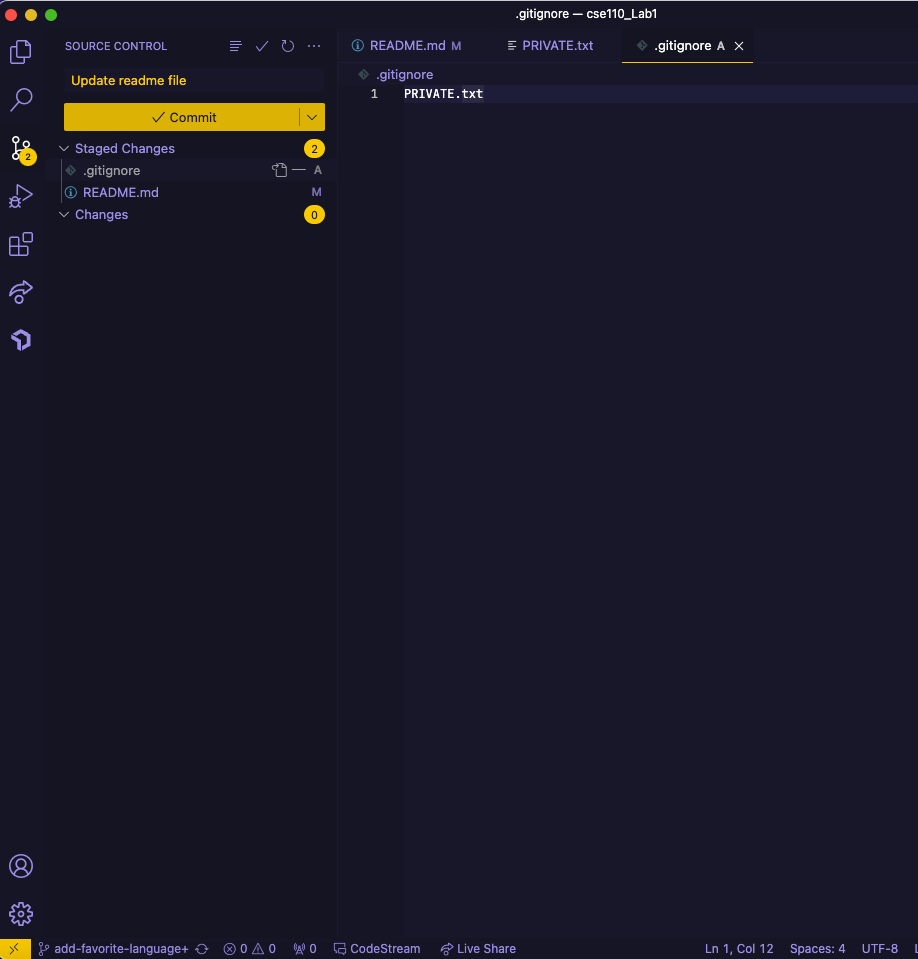 .gitignore — cse110_Lab1
SOURCE CONTROL
README.md M
PRIVATE.txt
.gitignore A
Update readme file
.gitignore
Commit
1 PRIVATE.txt
Staged Changes 2
.gitignore A
2
README.md M
Changes 0
add-favorite-language+ 0 0 0 CodeStream Live Share Ln 1, Col 12 Spaces: 4 UTF-8